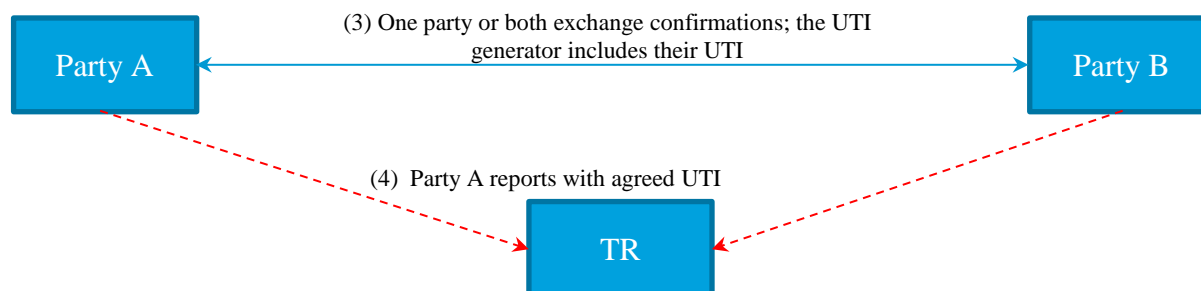 (3) One party or both exchange confirmations; the UTI
generator includes their UTI
Party A
Party B
(4) Party A reports with agreed UTI
TR